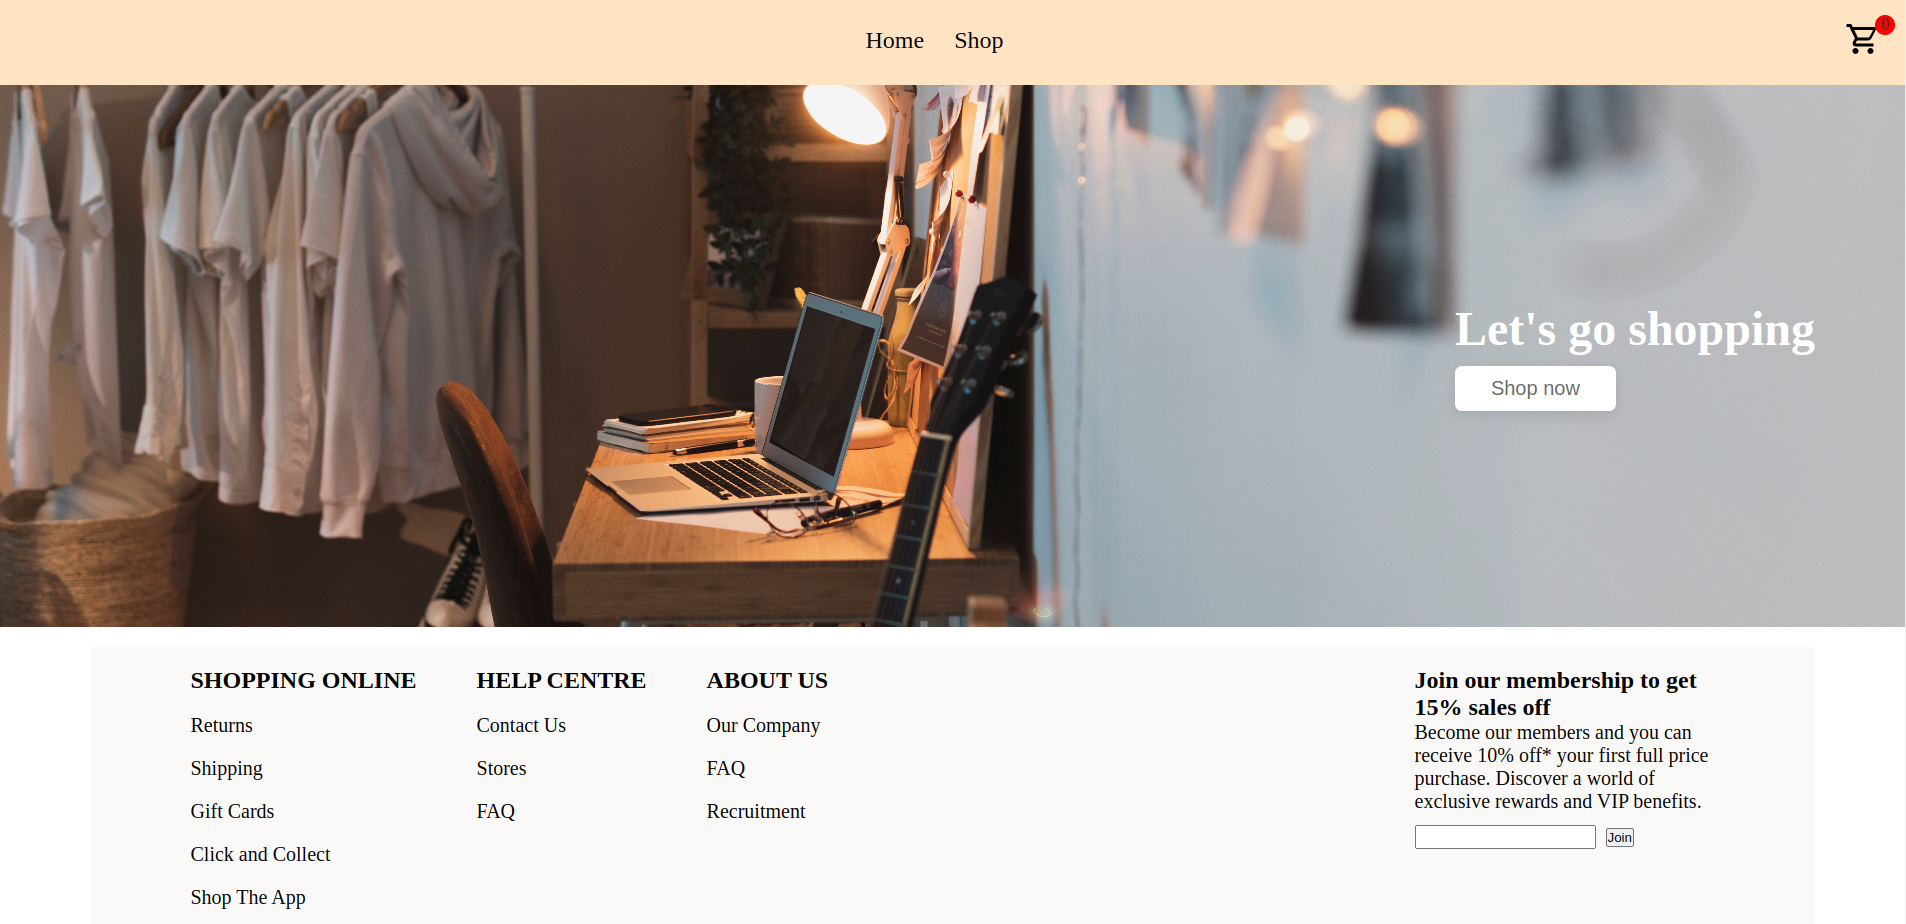 Home Shop
0
Let's go shopping
Shop now
SHOPPING ONLINE
Returns
Shipping
Gift Cards
Click and Collect
Shop The App
HELP CENTRE
Contact Us
Stores
FAQ
ABOUT US
Our Company
FAQ
Recruitment
Join our membership to get
15% sales off
Become our members and you can
receive 10% off* your first full price
purchase. Discover a world of
exclusive rewards and VIP benefits.
Join